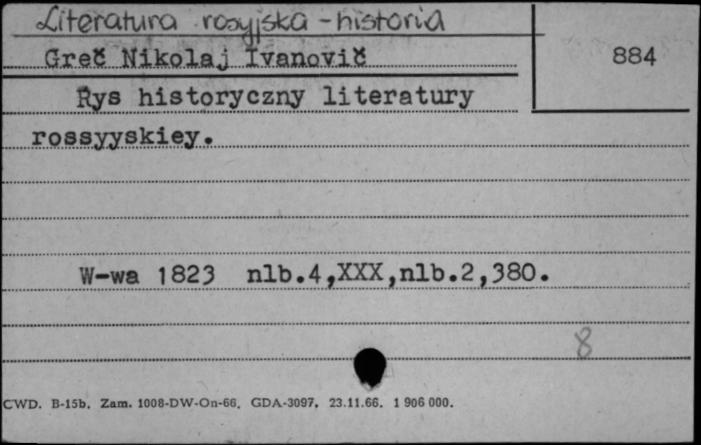 Literatura rosyjska - historia
Greč Nikolaj Ivanovič
884
Rys historyczny literatury
rossyyskiey.
W-wa 1823 nlb.4,XXX,nlb.2,380.
8
CWD. B-15b. Zam. 1008-DW-On-66. GDA-3097. 23.11.66. 1 906 000.